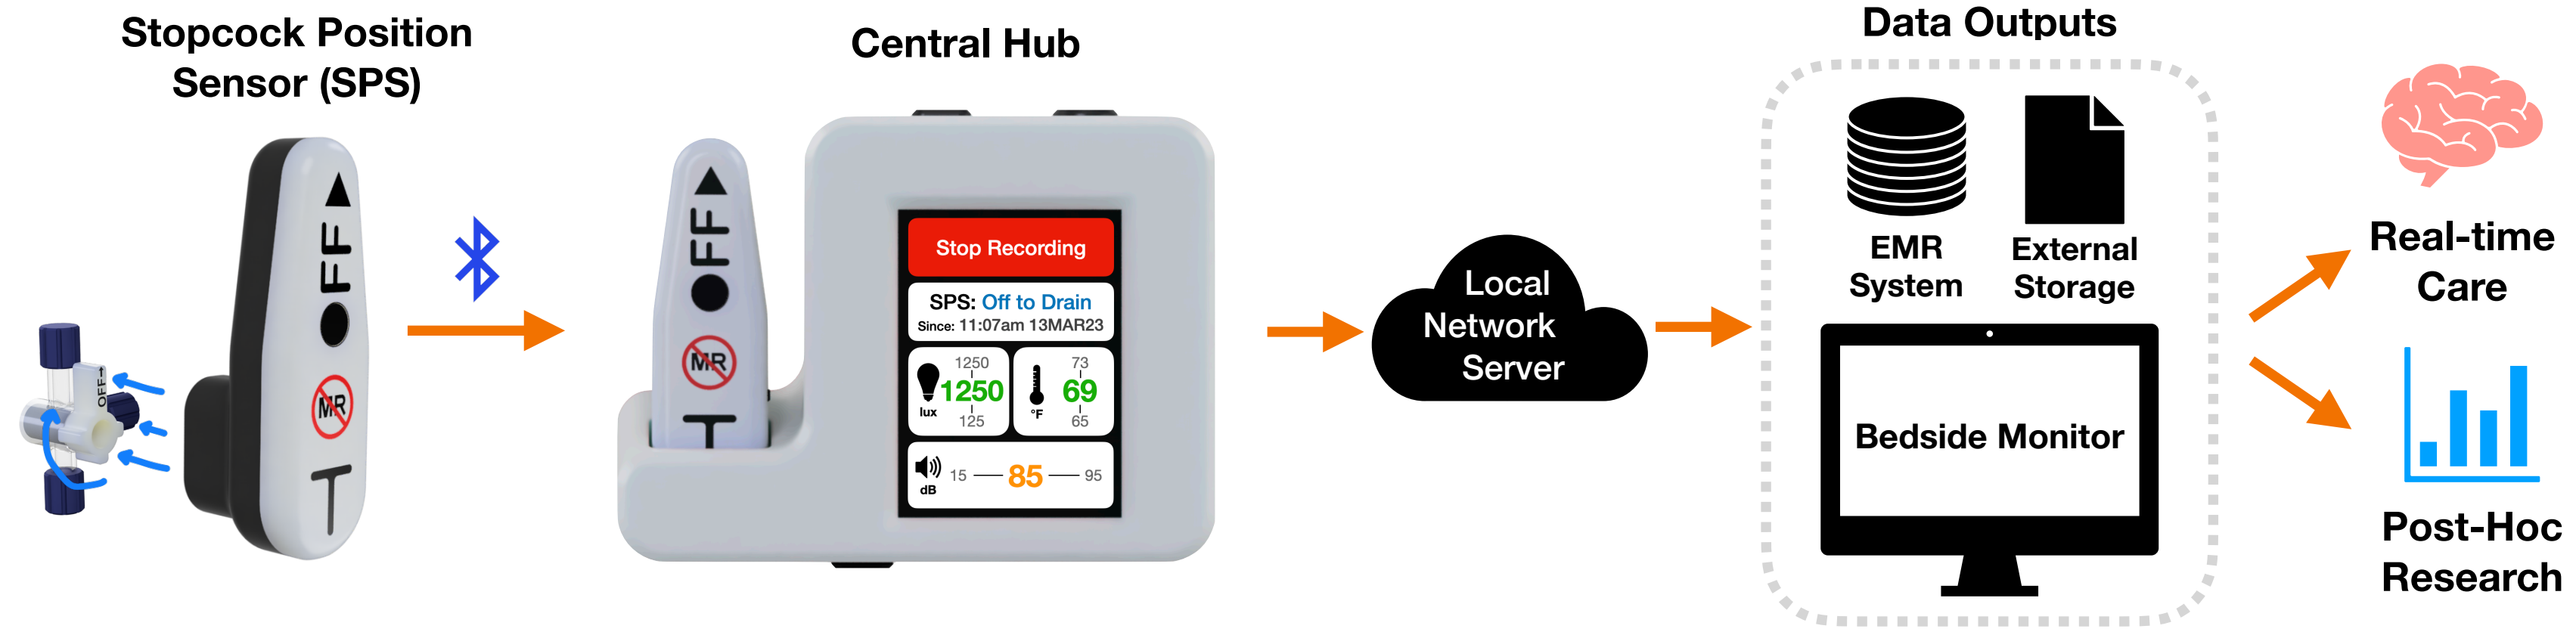 Stopcock Position
Sensor (SPS)
OFF
OFF
MR
T
Central Hub
OFF
MR
T
Stop Recording
SPS: Off to Drain
Since: 11:07am 13MAR23
1250
1250
125
lux
73
69
65
°F
15 85 95
dB
Local
Network
Server
Data Outputs
EMR
System
External
Storage
Bedside Monitor
Real-time
Care
Post-Hoc
Research